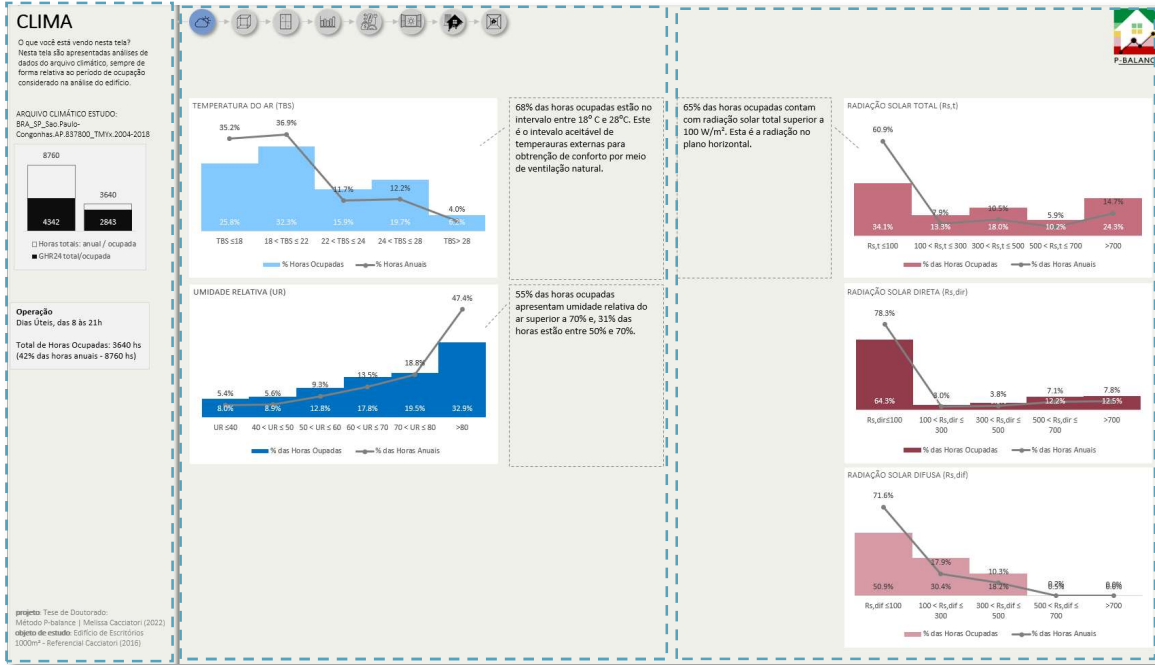 CLIMA
O que você está vendo nesta tela?
Nesta tela são apresentadas análises de
dados do arquivo climático, sempre de
forma relativa ao período de ocupação
considerado na análise do edifício.
ARQUIVO CLIMÁTICO ESTUDO:
BRA_SP_Sao.Paulo-
Congonhas.AP.837800_TMYx.2004-2018
8760
3640
4342 2843
Horas totais: anual / ocupada
GHR24 total/ocupada
Operação
Dias Úteis, das 8 às 21h
Total de Horas Ocupadas: 3640 hs
(42% das horas anuais - 8760 hs)
projeto: Tese de Doutorado:
Método P-balance | Melissa Cacciatori (2022)
objeto de estudo: Edifício de Escritórios
1000m² - Referencial Cacciatori (2016)
TEMPERATURA DO AR (TBS)
35.2% 36.9% 11.7% 12.2% 4.0%
25.8% 32.3% 15.9% 19.7% 6.2%
TBS ≤18 18 < TBS ≤ 22 22 < TBS ≤ 24 24 < TBS ≤ 28 TBS> 28
% Horas Ocupadas % Horas Anuais
68% das horas ocupadas estão no
intervalo entre 18° C e 28°C. Este
é o intevalo aceitável de
temperauras externas para
obtrenção de conforto por meio
de ventilação natural.
UMIDADE RELATIVA (UR)
5.4% 5.6% 9.3% 13.5% 18.8% 47.4%
8.0% 8.9% 12.8% 17.8% 19.5% 32.9%
UR ≤40 40 < UR ≤ 50 50 < UR ≤ 60 60 < UR ≤ 70 70 < UR ≤ 80 >80
% das Horas Oupadas % das Horas Anuais
55% das horas ocupadas
apresentam umidade relativa do
ar superior a 70% e, 31% das
horas estão entre 50% e 70%.
P-BALANC
65% das horas ocupadas contam
com radiação solar total superior a
100 W/m². Esta é a radiação no
plano horizontal.
RADIAÇÃO SOLAR TOTAL (Rs,t)
60.9% 7.9% 10.5% 5.9% 14.7%
34.1% 13.3% 18.0% 10.2% 24.3%
Rs,t ≤100 100 < Rs,t ≤ 300 300 < Rs,t ≤ 500 500 < Rs,t ≤ 700 >700
% das Horas Ocupadas % das Horas Anuais
RADIAÇÃO SOLAR DIRETA (Rs,dir)
78.3% 3.0% 3.8% 7.1% 7.8%
64.3% 12.2% 12.5%
Rs,dir≤100 100 < Rs,dir ≤ 300 < Rs,dir ≤ 500 < Rs,dir ≤ >700
300 500 700
% das Horas Ocupadas % das Horas Anuais
RADIAÇÃO SOLAR DIFUSA (Rs,dif)
71.6% 17.9% 10.3% 0.2% 0.0%
50.9% 30.4% 18.2% 0.5% 0.0%
Rs,dif ≤100 100 < Rs,dif ≤ 300 < Rs,dif ≤ 500 < Rs,dif ≤ >700
300 500 700
% das Horas Ocupadas % das Horas Anuais